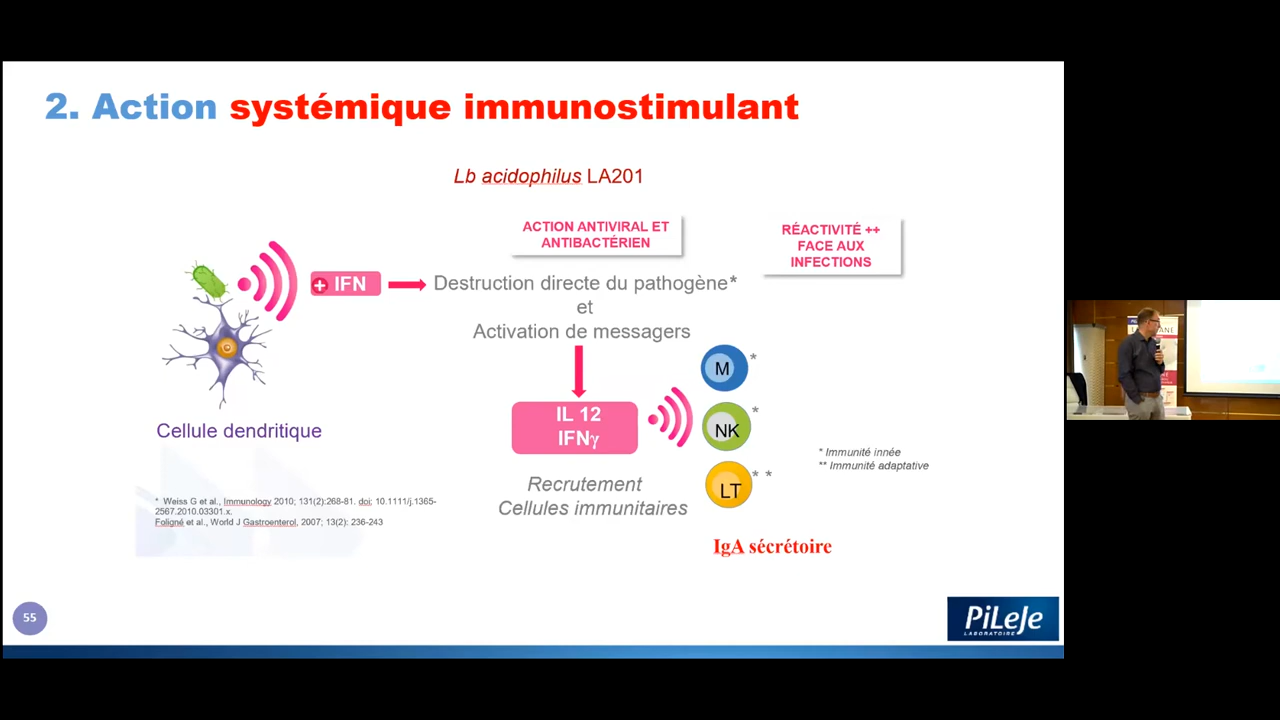 2. Action systémique immunostimulant
Lb acidophilus LA201
ACTION ANTIVIRAL ET
ANTIBACTÉRIEN
RÉACTIVITÉ ++
FACE AUX
INFECTIONS
+ IFN
Destruction directe du pathogène*
et
Activation de messagers
M *
IL 12
IFNγ
NK *
LT * *
Cellule dendritique
* Immunité innée
** Immunité adaptative
Recrutement
Cellules immunitaires
* Weiss G et al., Immunology 2010; 131(2):268-81. doi: 10.1111/j.1365-
2567.2010.03301.x.
Foligné et al., World J Gastroenterol, 2007; 13(2): 236-243
IgA sécrétoire
55
PiLeJe
LABORATOIRE